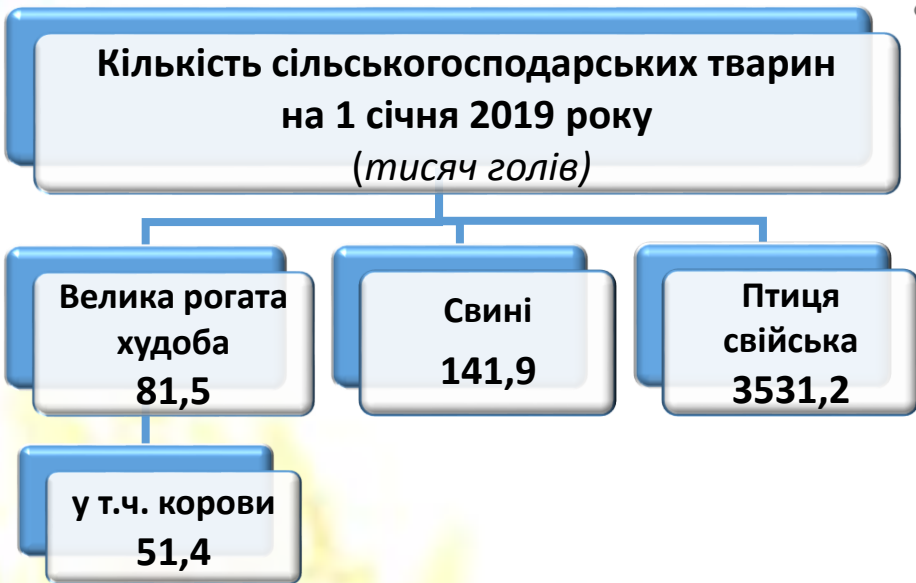 Кількість сільськогосподарських тварин
на 1 січня 2019 року
(тисяч голів)
Велика рогата
худоба
81,5
Свині
141,9
Птиця
свійська
3531,2
у т.ч. корови
51,4